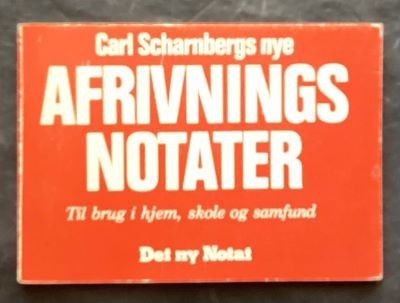 Carl Scharnbergs nye
AFRIVNINGS
NOTATER
Til brug i hjem, skole og samfund
Det ny Notat